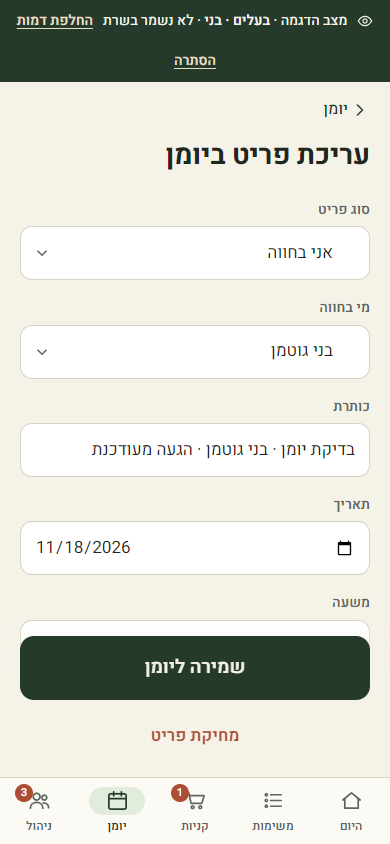 מצב הדגמה · בעלים · בני · לא נשמר בשרת החלפת דמות
הסתרה
יומן
עריכת פריט ביומן
סוג פריט
אני בחווה
מי בחווה
בני גוטמן
כותרת
בדיקת יומן · בני גוטמן · הגעה מעודכנת
תאריך
11/18/2026
משעה
שמירה ליומן
מחיקת פריט
היום
משימות
1
קניות
יומן
3
ניהול